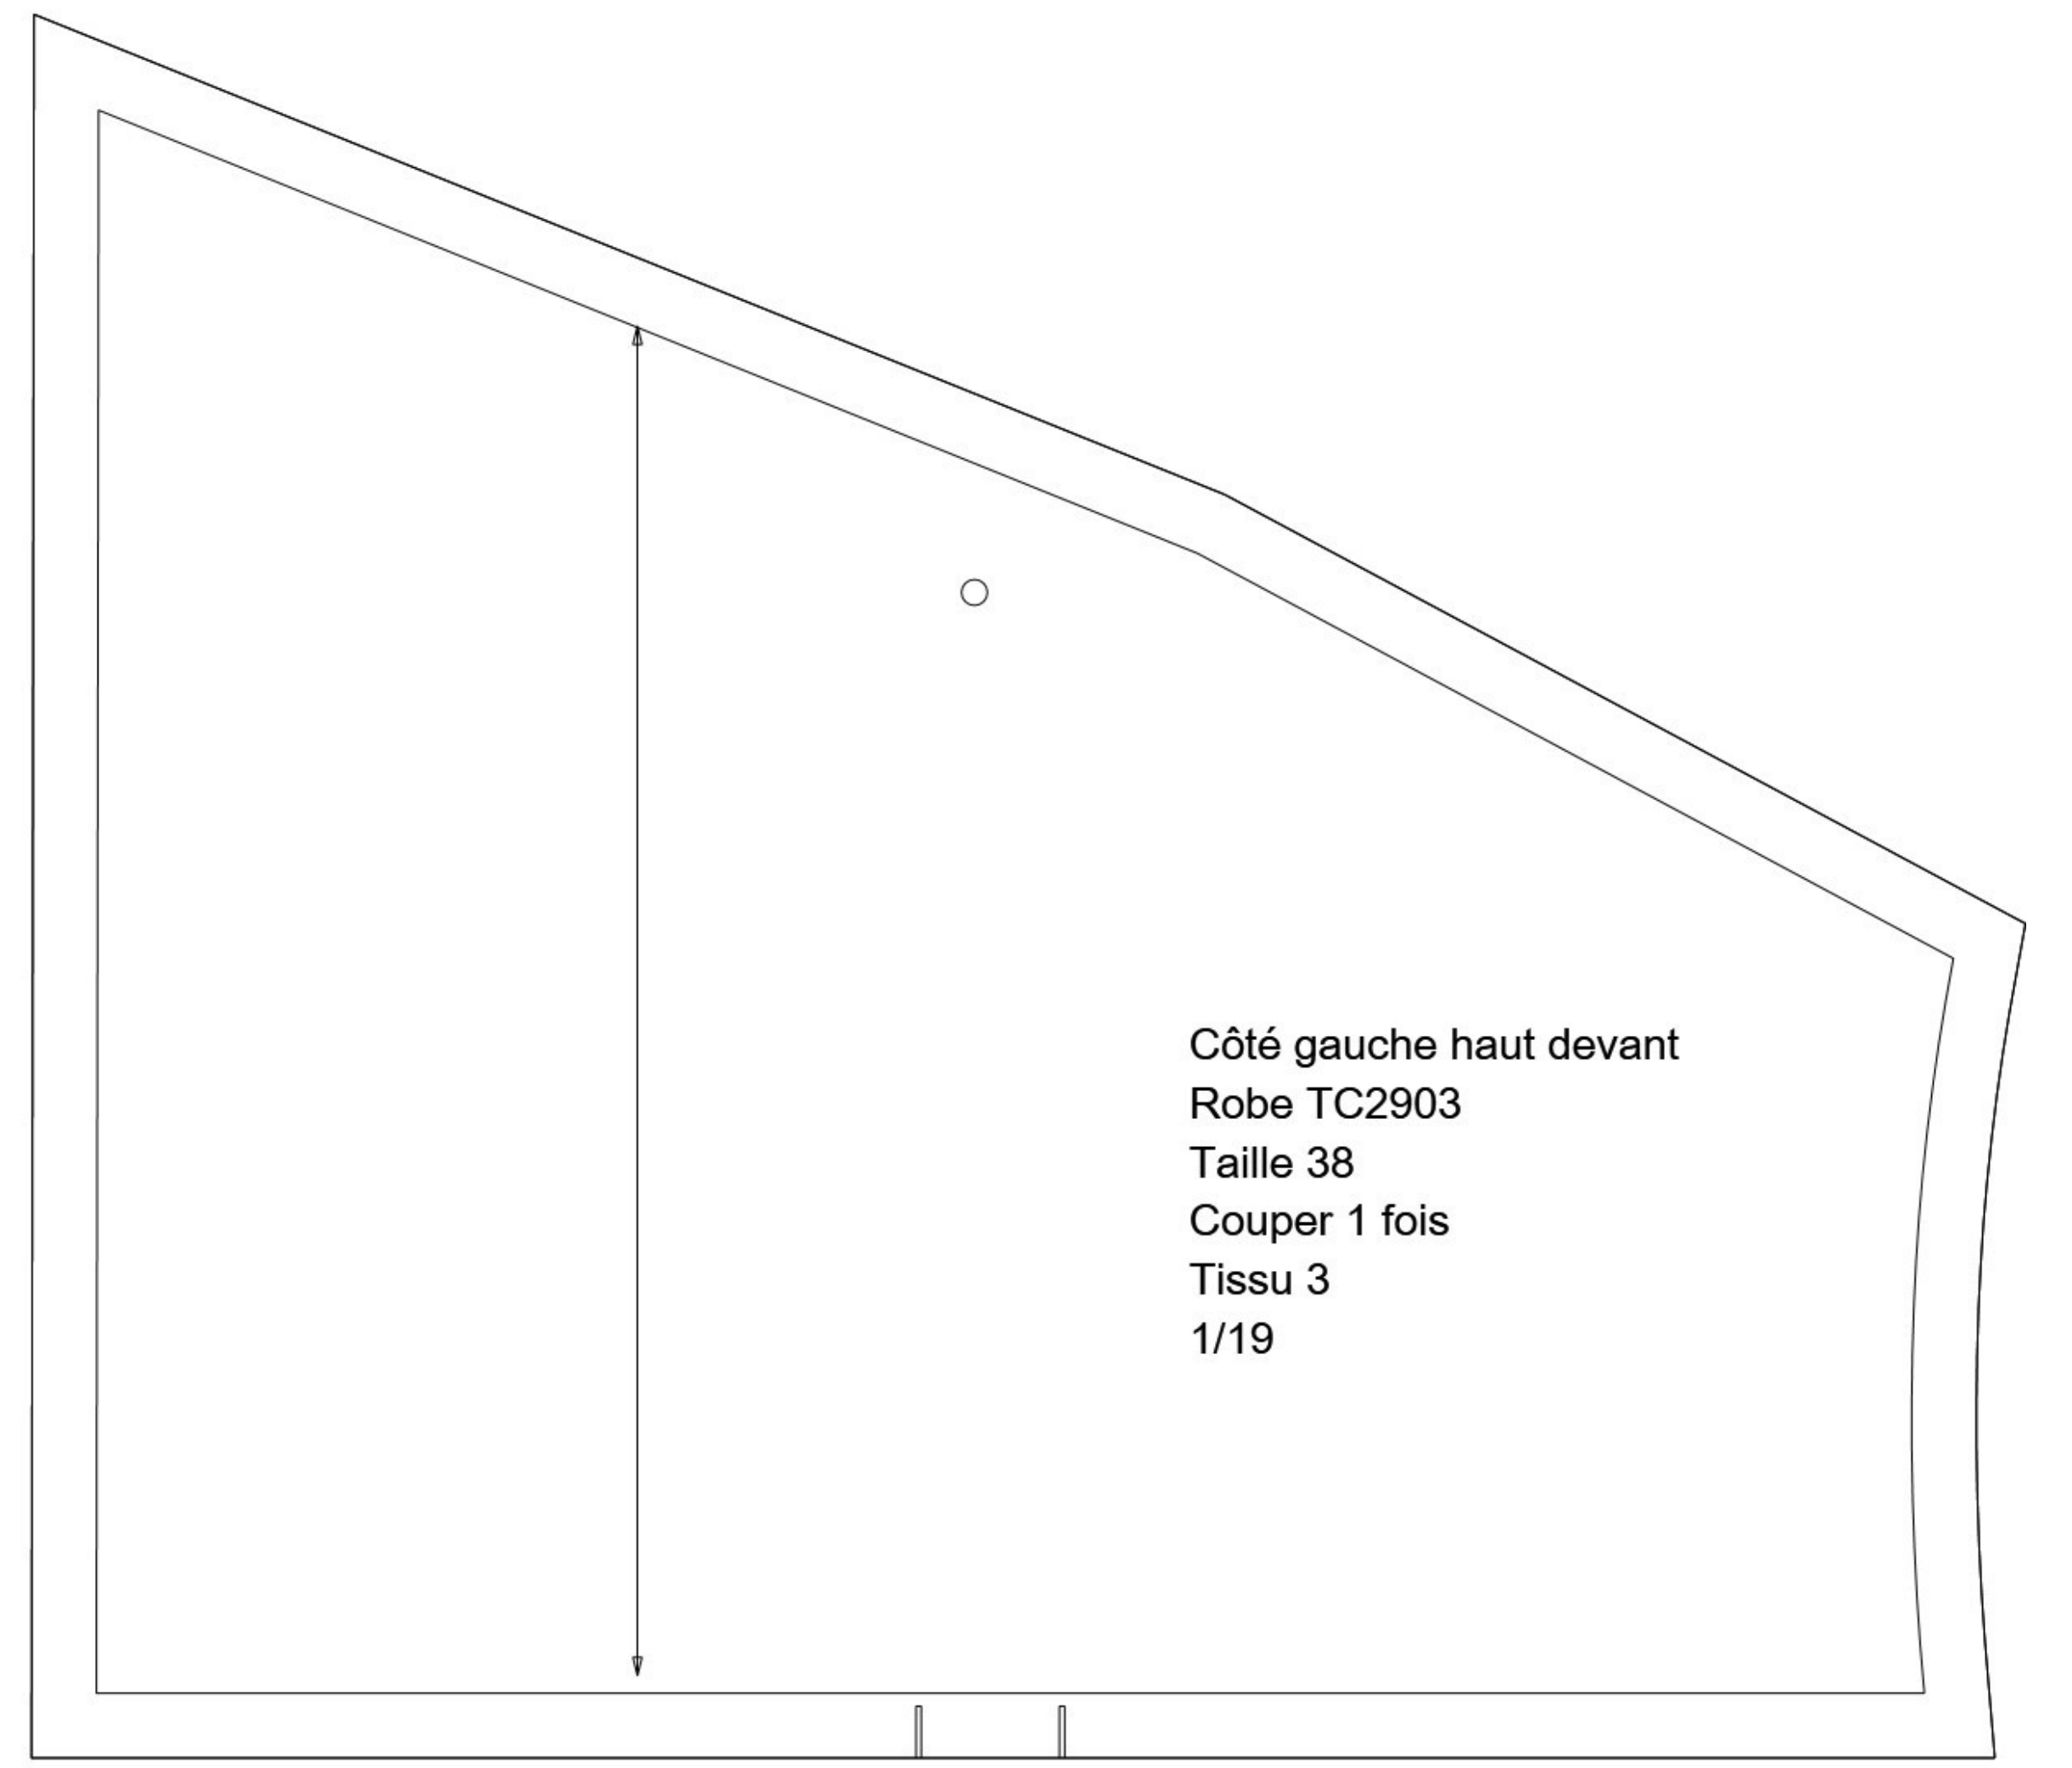 Côté gauche haut devant
Robe TC2903
Taille 38
Couper 1 fois
Tissu 3
1/19